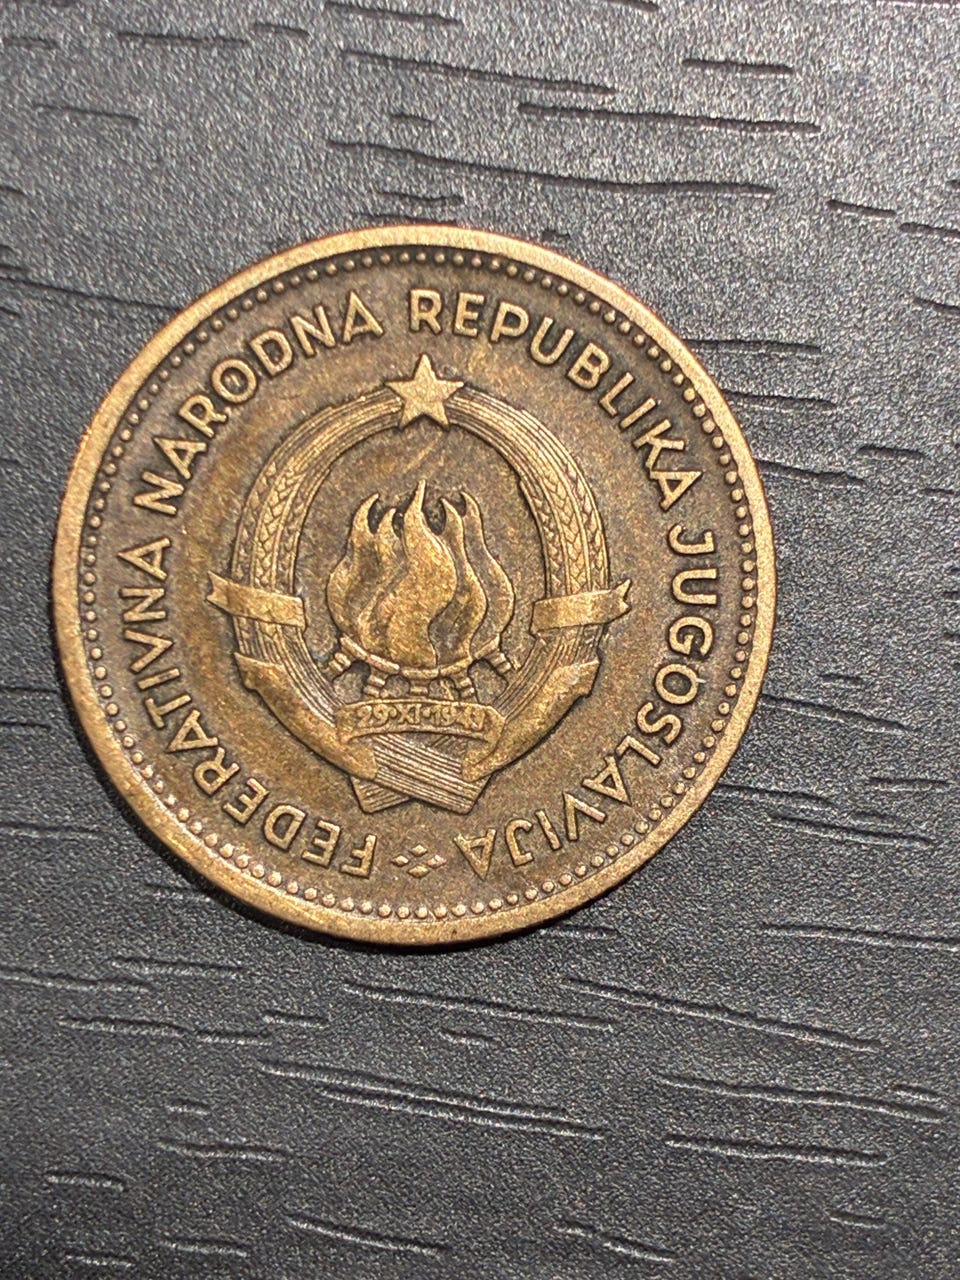 FEDERATIVNA NARODNA REPUBLIKA JUGOSLAVIJA
29•XI•1943